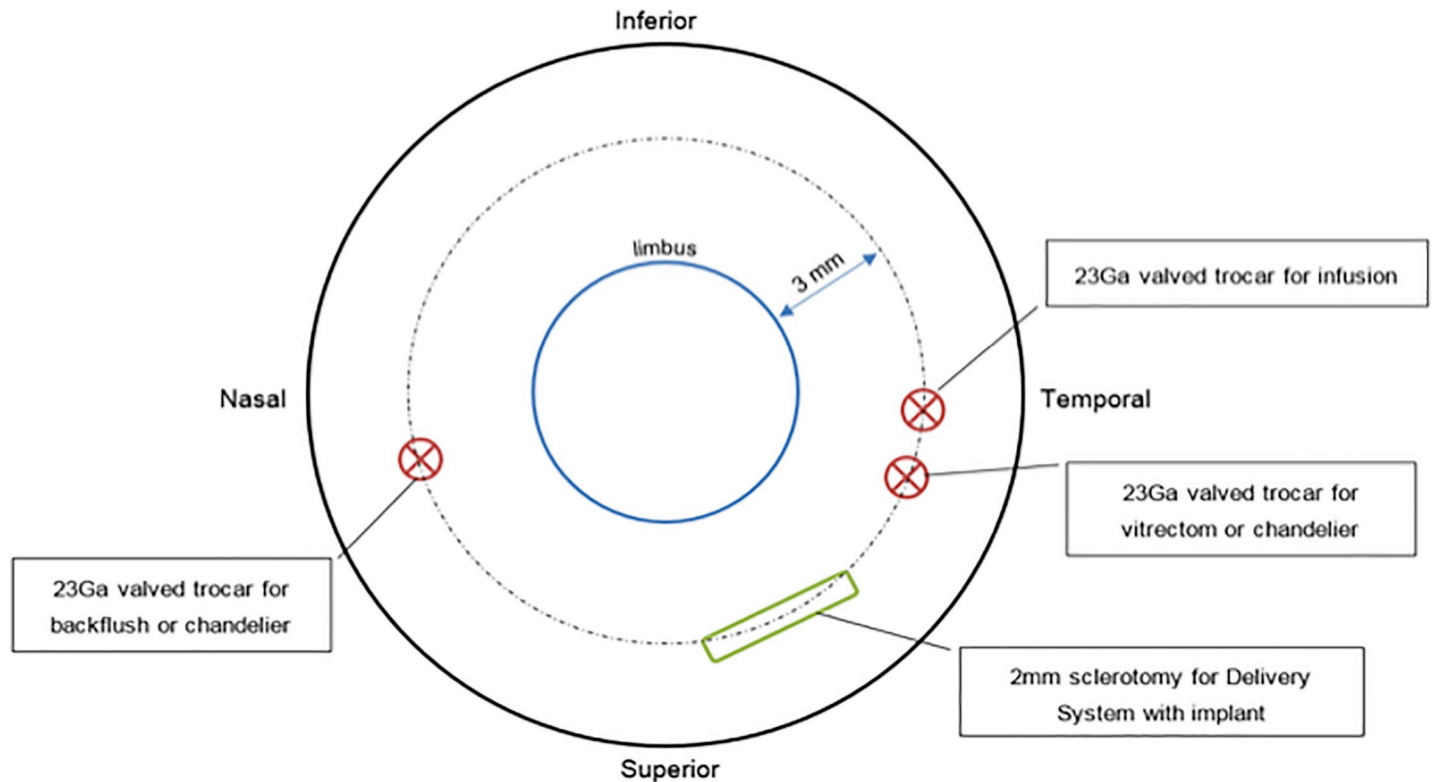 Inferior
limbus
3 mm
23Ga valved trocar for infusion
Nasal
Temporal
23Ga valved trocar for
vitrectom or chandelier
23Ga valved trocar for
backflush or chandelier
2mm sclerotomy for Delivery
System with implant
Superior